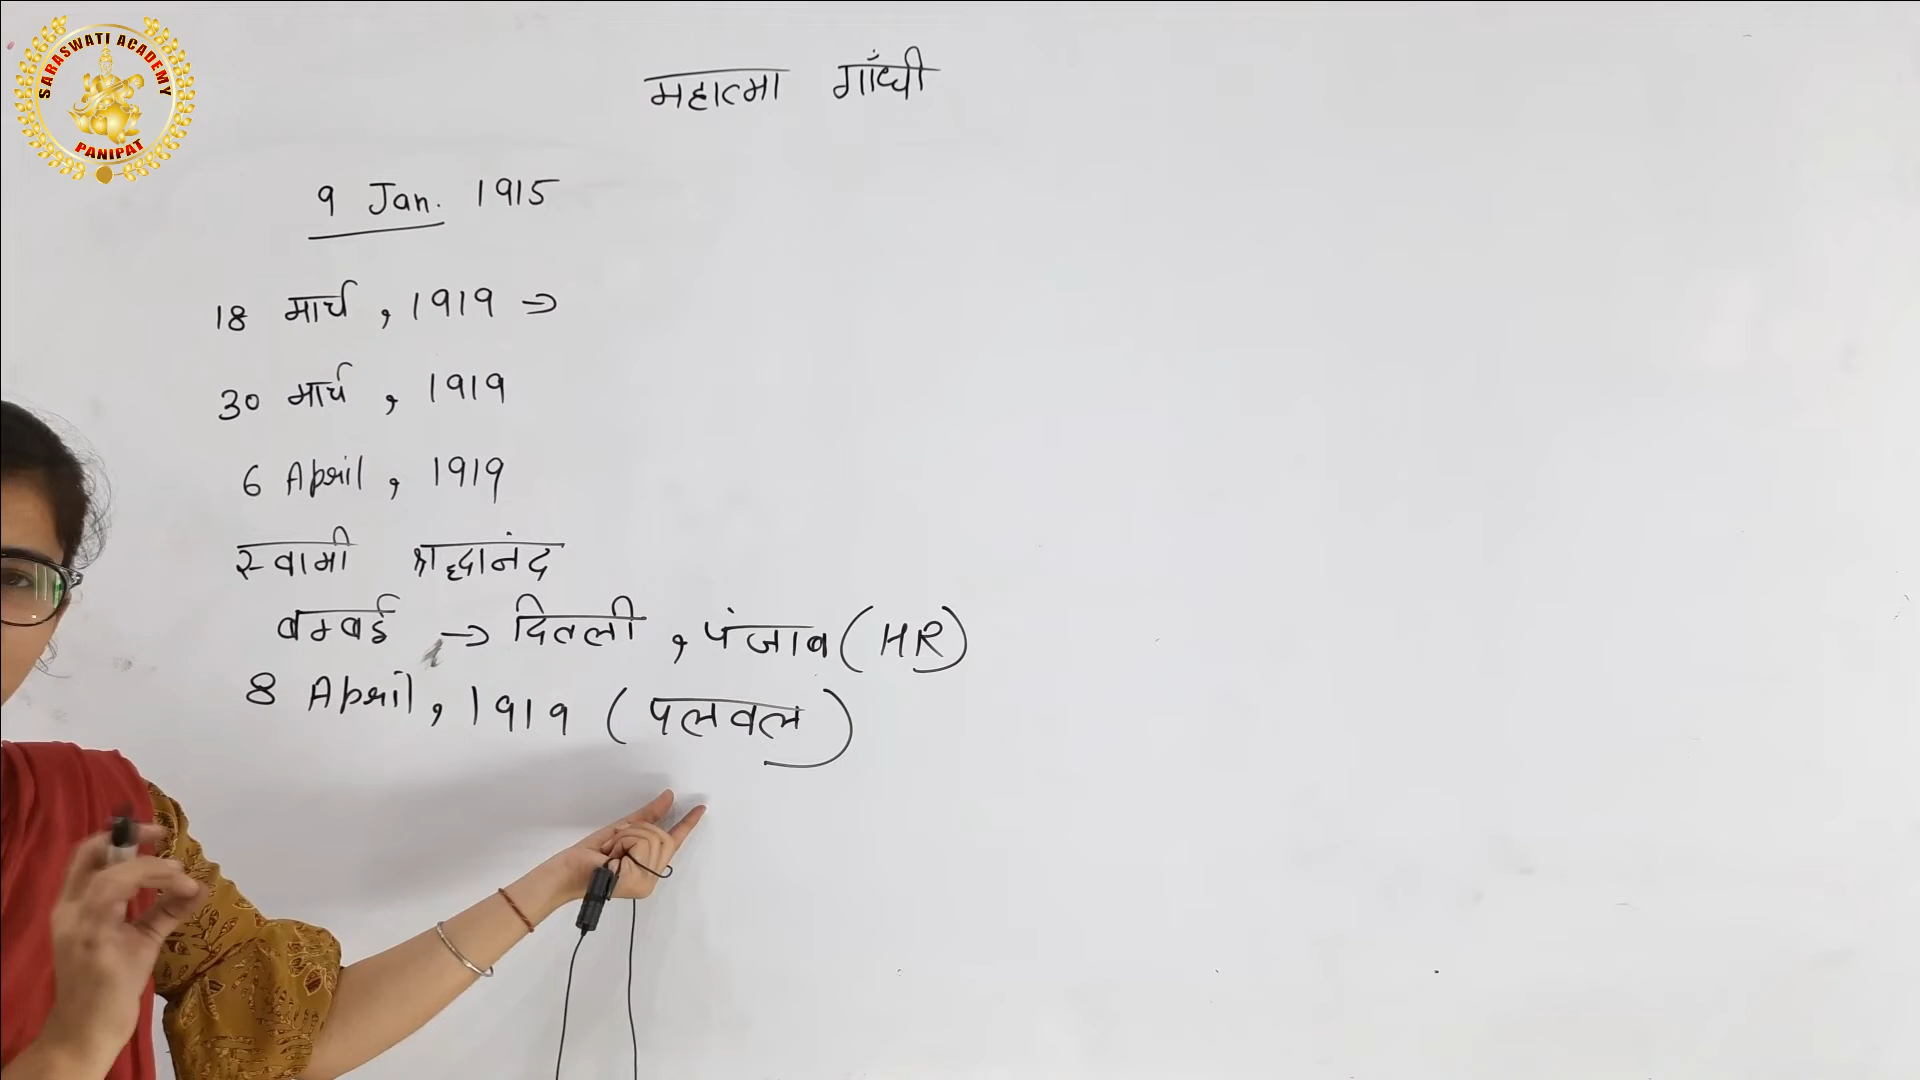 SARASWATI ACADEMY
PANIPAT
महात्मा गाँधी
9 Jan. 1915
18 मार्च , 1919 ⇒
30 मार्च , 1919
6 April , 1919
स्वामी श्रद्धानंद
बम्बई → दिल्ली , पंजाब (HR)
8 April, 1919 (पलवल)